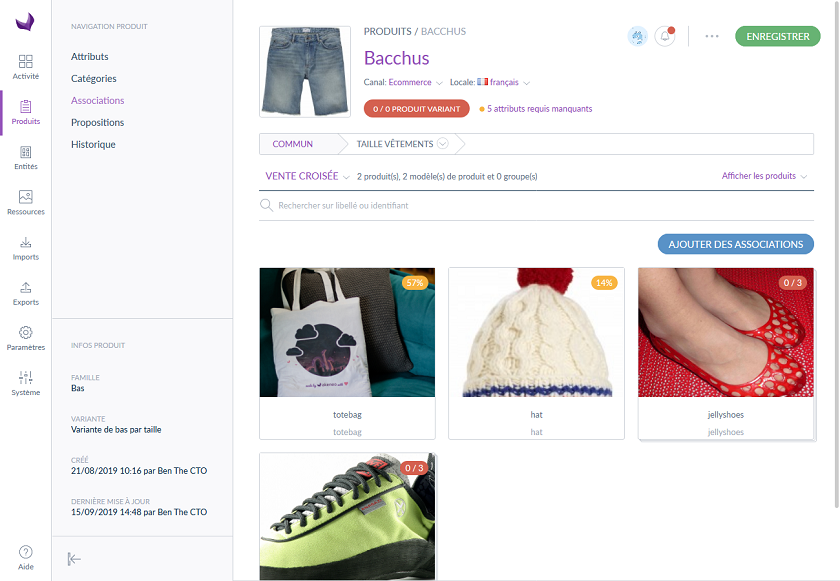 Activité
Produits
Entités
Ressources
Imports
Exports
Paramètres
Système
Aide
NAVIGATION PRODUIT
Attributs
Catégories
Associations
Propositions
Historique
INFOS PRODUIT
FAMILLE
Bas
VARIANTE
Variante de bas par taille
CRÉÉ
21/08/2019 10:16 par Ben The CTO
DERNIÈRE MISE À JOUR
15/09/2019 14:48 par Ben The CTO
PRODUITS / BACCHUS
ENREGISTRER
Bacchus
Canal: Ecommerce Locale: français
0 / 0 PRODUIT VARIANT 5 attributs requis manquants
COMMUN TAILLE VÊTEMENTS
VENTE CROISÉE 2 produit(s), 2 modèle(s) de produit et 0 groupe(s) Afficher les produits
Rechercher sur libellé ou identifiant
AJOUTER DES ASSOCIATIONS
57%
totebag
totebag
14%
hat
hat
0 / 3
jellyshoes
jellyshoes
0 / 3